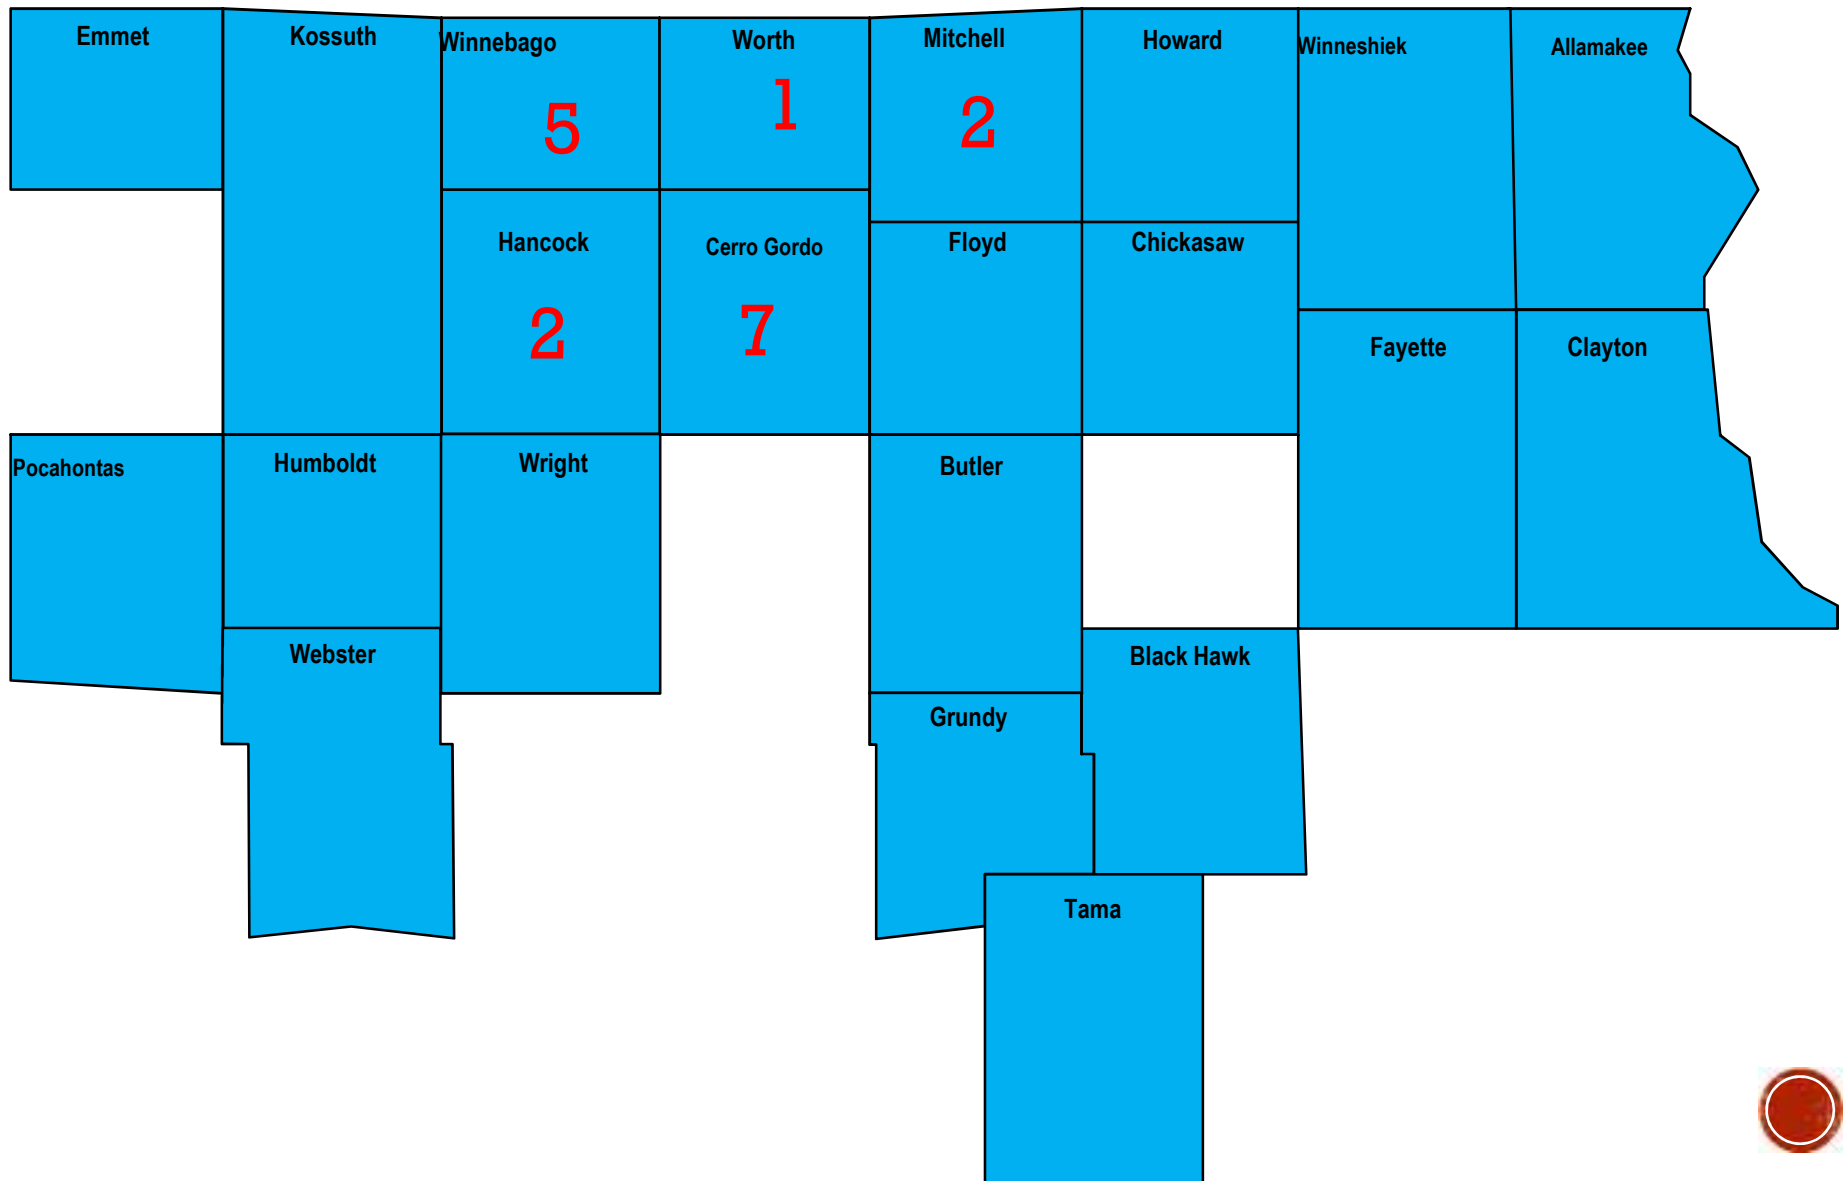 Emmet
Kossuth
Winnebago
Worth
Mitchell
Howard
Winneshiek
Allamakee
5
1
2
Hancock
Cerro Gordo
Floyd
Chickasaw
2
7
Fayette
Clayton
Pocahontas
Humboldt
Wright
Butler
Webster
Black Hawk
Grundy
Tama